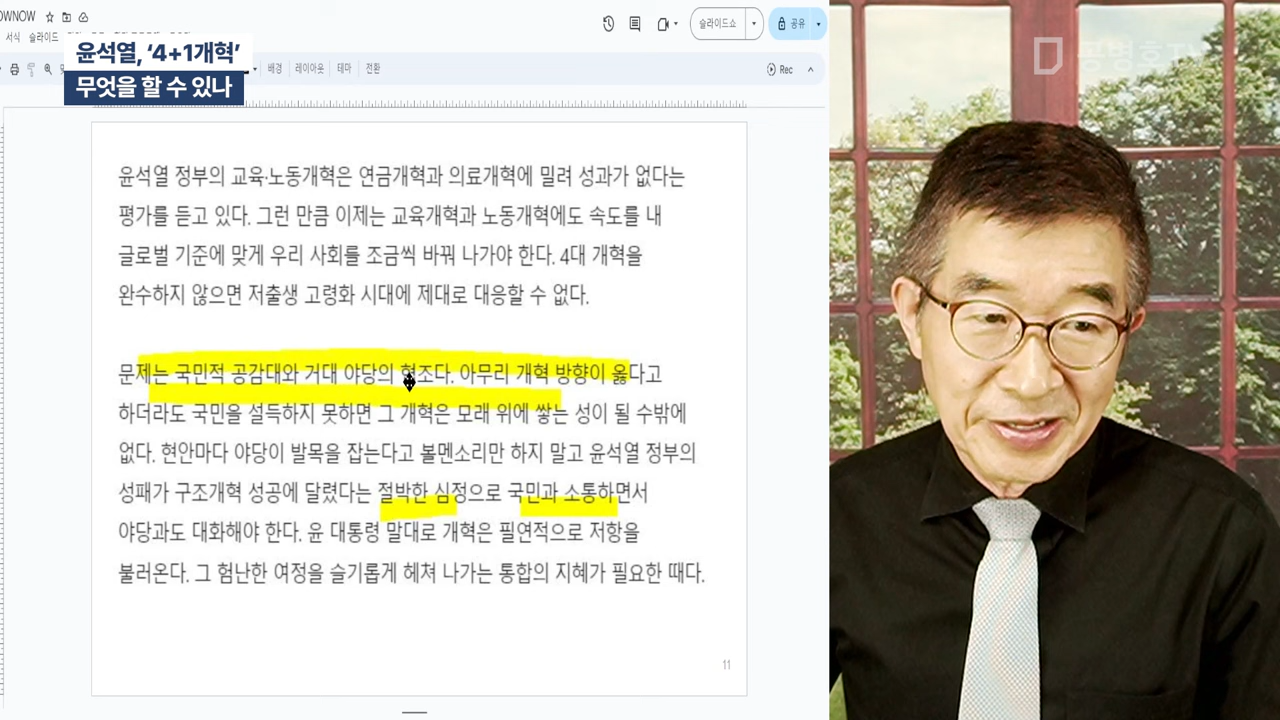 OWNOW
서식 슬라이드
슬라이드쇼
공유
윤석열, ‘4+1개혁’
무엇을 할 수 있나
배경 레이아웃 테마 전환
Rec
공병호TV
윤석열 정부의 교육·노동개혁은 연금개혁과 의료개혁에 밀려 성과가 없다는
평가를 듣고 있다. 그런 만큼 이제는 교육개혁과 노동개혁에도 속도를 내
글로벌 기준에 맞게 우리 사회를 조금씩 바꿔 나가야 한다. 4대 개혁을
완수하지 않으면 저출생 고령화 시대에 제대로 대응할 수 없다.
문제는 국민적 공감대와 거대 야당의 협조다. 아무리 개혁 방향이 옳다고
하더라도 국민을 설득하지 못하면 그 개혁은 모래 위에 쌓는 성이 될 수밖에
없다. 현안마다 야당이 발목을 잡는다고 볼멘소리만 하지 말고 윤석열 정부의
성패가 구조개혁 성공에 달렸다는 절박한 심정으로 국민과 소통하면서
야당과도 대화해야 한다. 윤 대통령 말대로 개혁은 필연적으로 저항을
불러온다. 그 험난한 여정을 슬기롭게 헤쳐 나가는 통합의 지혜가 필요한 때다.
11